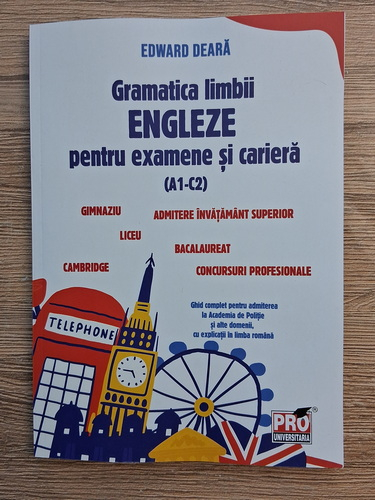 EDWARD DEARĂ
Gramatica limbii
ENGLEZE
pentru examene și carieră
(A1-C2)
GIMNAZIU
ADMITERE ÎNVĂȚĂMÂNT SUPERIOR
LICEU
BACALAUREAT
CAMBRIDGE
CONCURSURI PROFESIONALE
Ghid complet pentru admiterea
la Academia de Poliție
și alte domenii,
cu explicații în limba română
TELEPHONE
PRO
UNIVERSITARIA